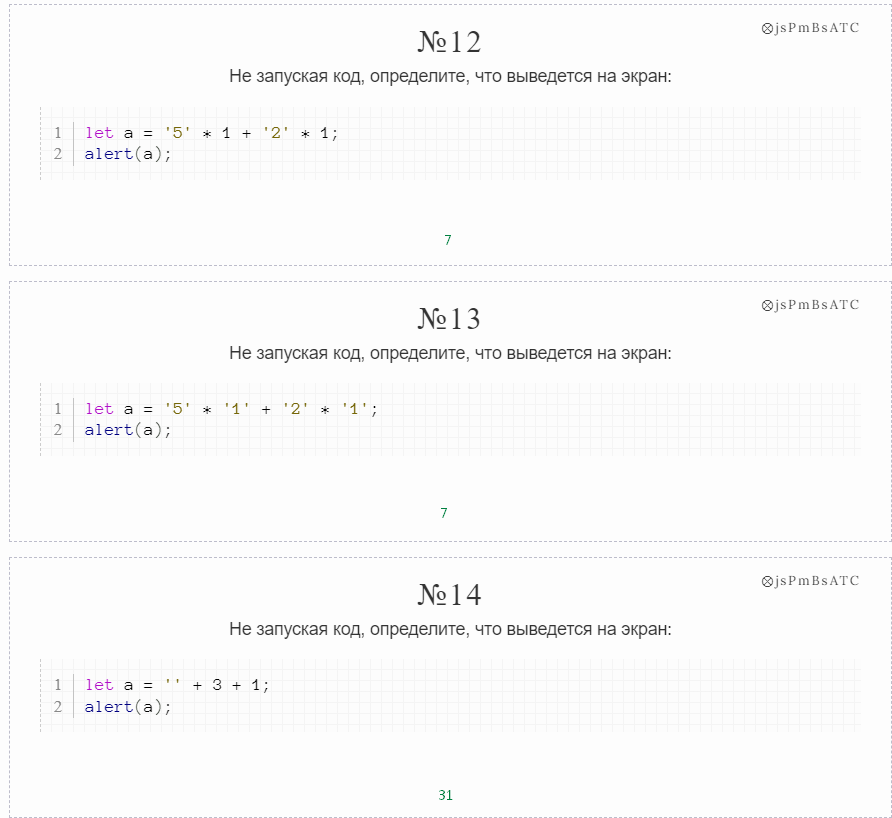 ⊗jsPmBsATC
№12
Не запуская код, определите, что выведется на экран:
1 let a = '5' * 1 + '2' * 1;
2 alert(a);
7
⊗jsPmBsATC
№13
Не запуская код, определите, что выведется на экран:
1 let a = '5' * '1' + '2' * '1';
2 alert(a);
7
⊗jsPmBsATC
№14
Не запуская код, определите, что выведется на экран:
1 let a = '' + 3 + 1;
2 alert(a);
31